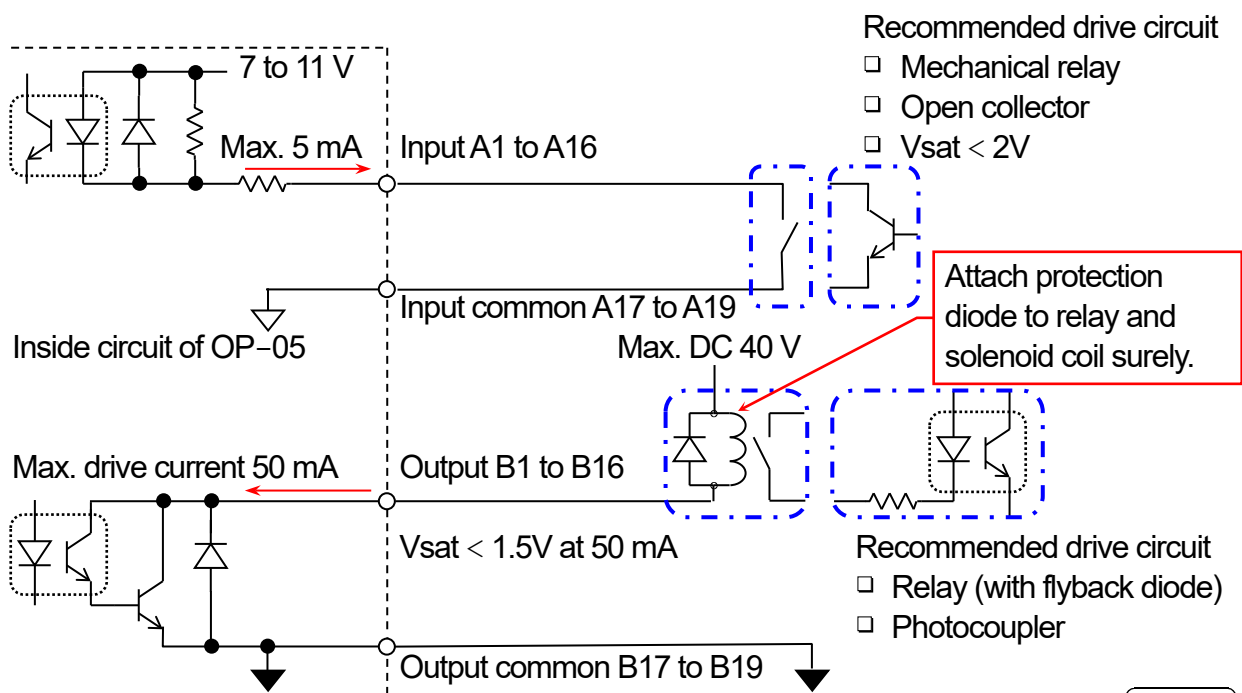 Recommended drive circuit
❑ Mechanical relay
❑ Open collector
❑ Vsat < 2V
7 to 11 V
Max. 5 mA
Input A1 to A16
Input common A17 to A19
Inside circuit of OP−05
Attach protection
diode to relay and
solenoid coil surely.
Max. DC 40 V
Max. drive current 50 mA
Output B1 to B16
Vsat < 1.5V at 50 mA
Output common B17 to B19
Recommended drive circuit
❑ Relay (with flyback diode)
❑ Photocoupler